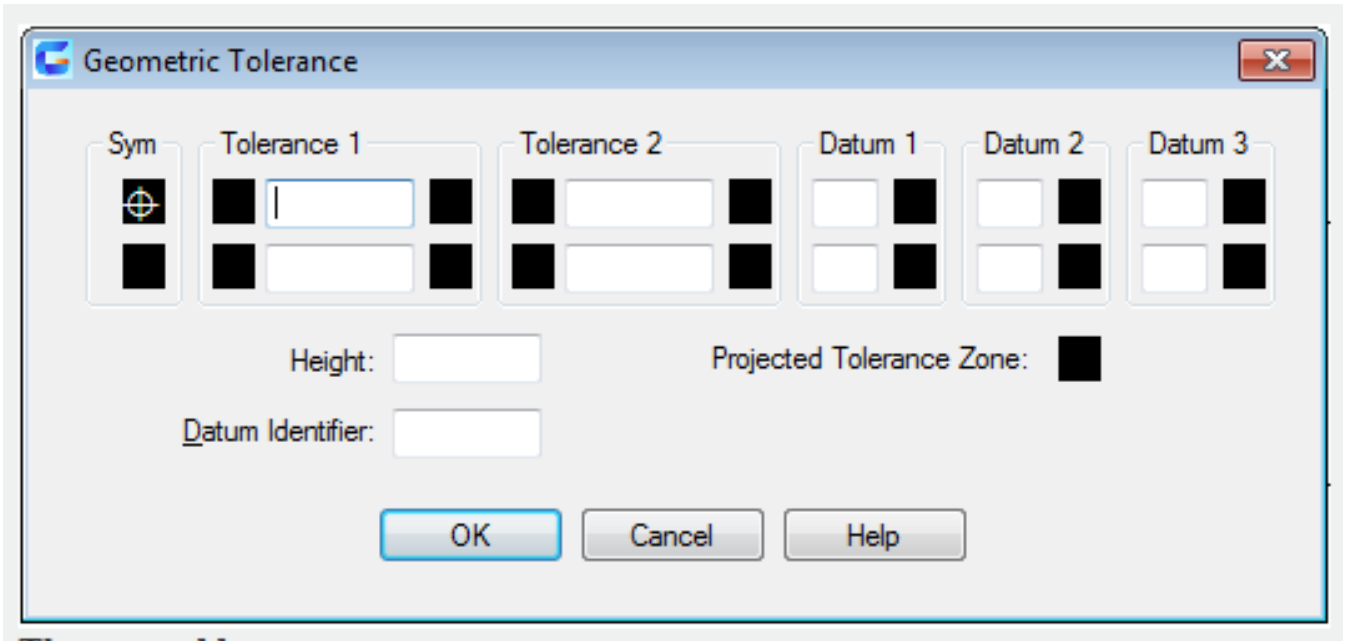 Geometric Tolerance
Sym Tolerance 1 Tolerance 2 Datum 1 Datum 2 Datum 3
Height: Projected Tolerance Zone:
Datum Identifier:
OK Cancel Help